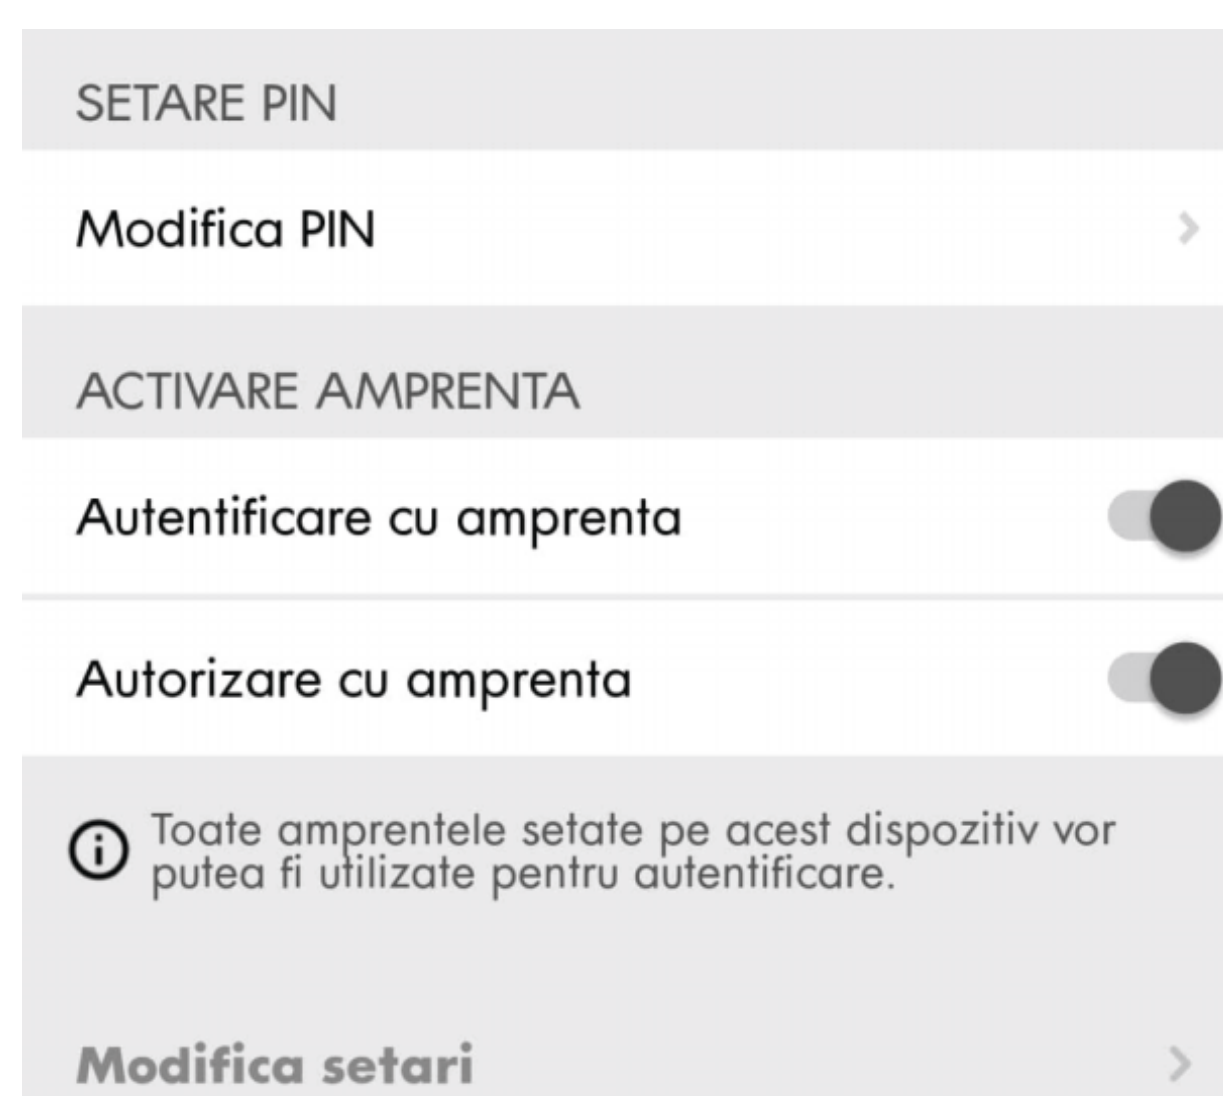 SETARE PIN
Modifica PIN
ACTIVARE AMPRENTA
Autentificare cu amprenta
Autorizare cu amprenta
Toate amprentele setate pe acest dispozitiv vor
putea fi utilizate pentru autentificare.
Modifica setari